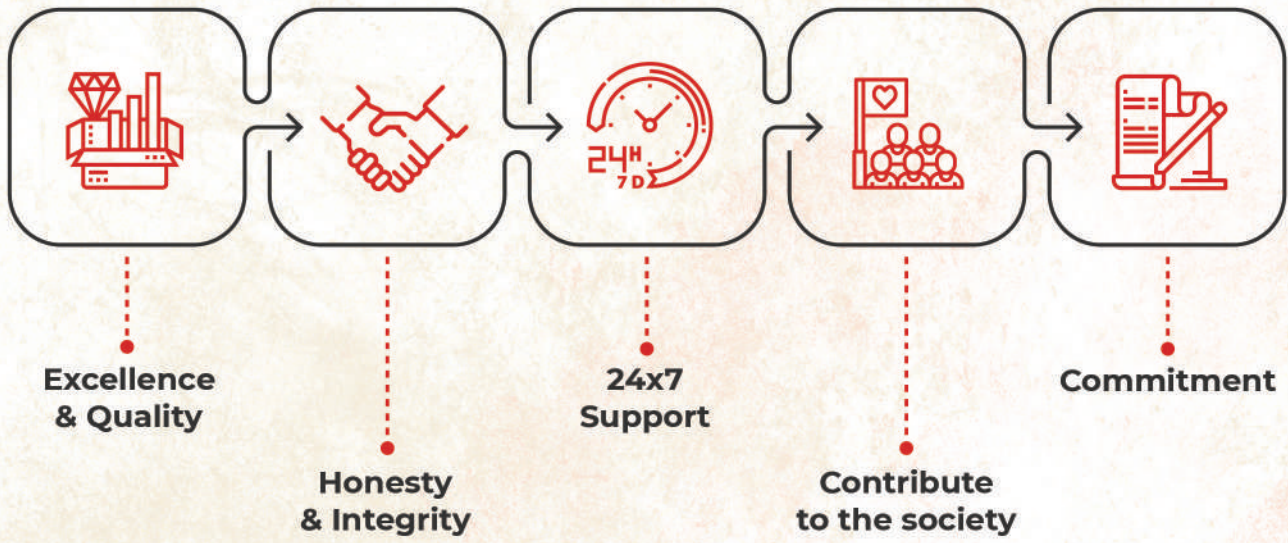 24H
7D
Excellence
& Quality
Honesty
& Integrity
24x7
Support
Contribute
to the society
Commitment